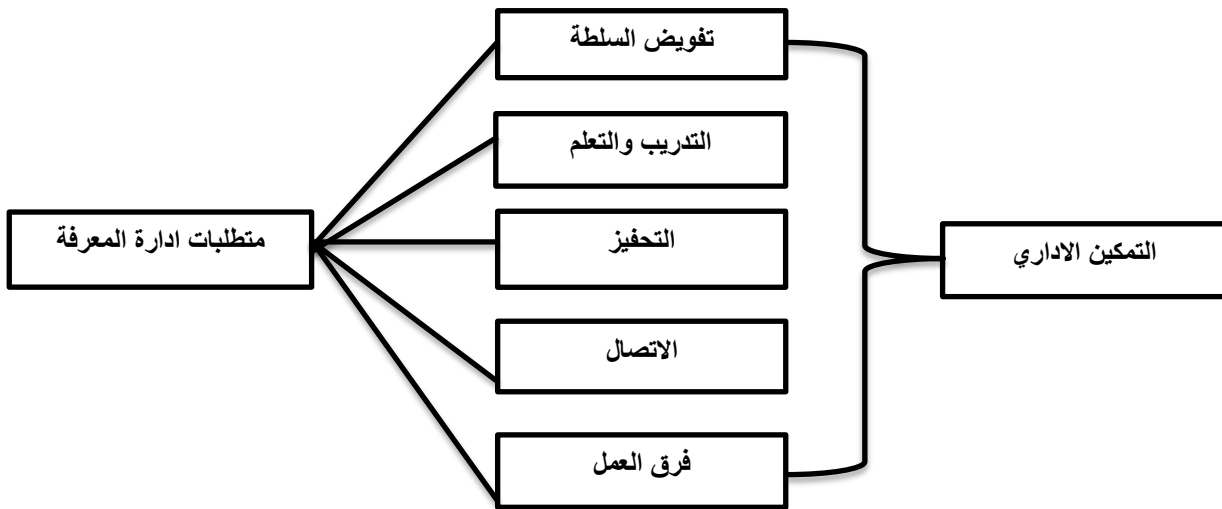 تفويض السلطة
التدريب والتعلم
متطلبات ادارة المعرفة
التحفيز
التمكين الاداري
الاتصال
فرق العمل